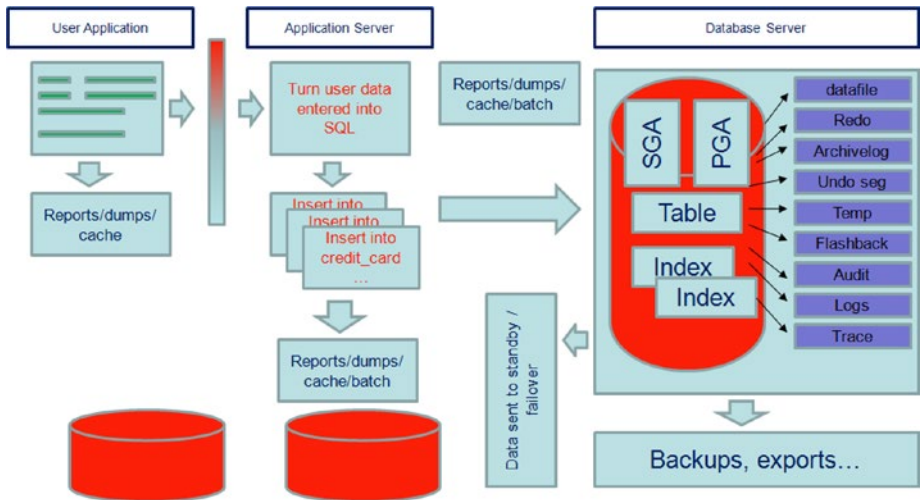 User Application
Application Server
Database Server
Turn user data
entered into
SQL
Reports/dumps/
cache/batch
Reports/dumps/
cache
Insert into
Insert into
Insert into
credit_card
...
Reports/dumps/
cache/batch
SGA
PGA
Table
Index
Index
datafile
Redo
Archivelog
Undo seg
Temp
Flashback
Audit
Logs
Trace
Data sent to standby /
failover
Backups, exports...